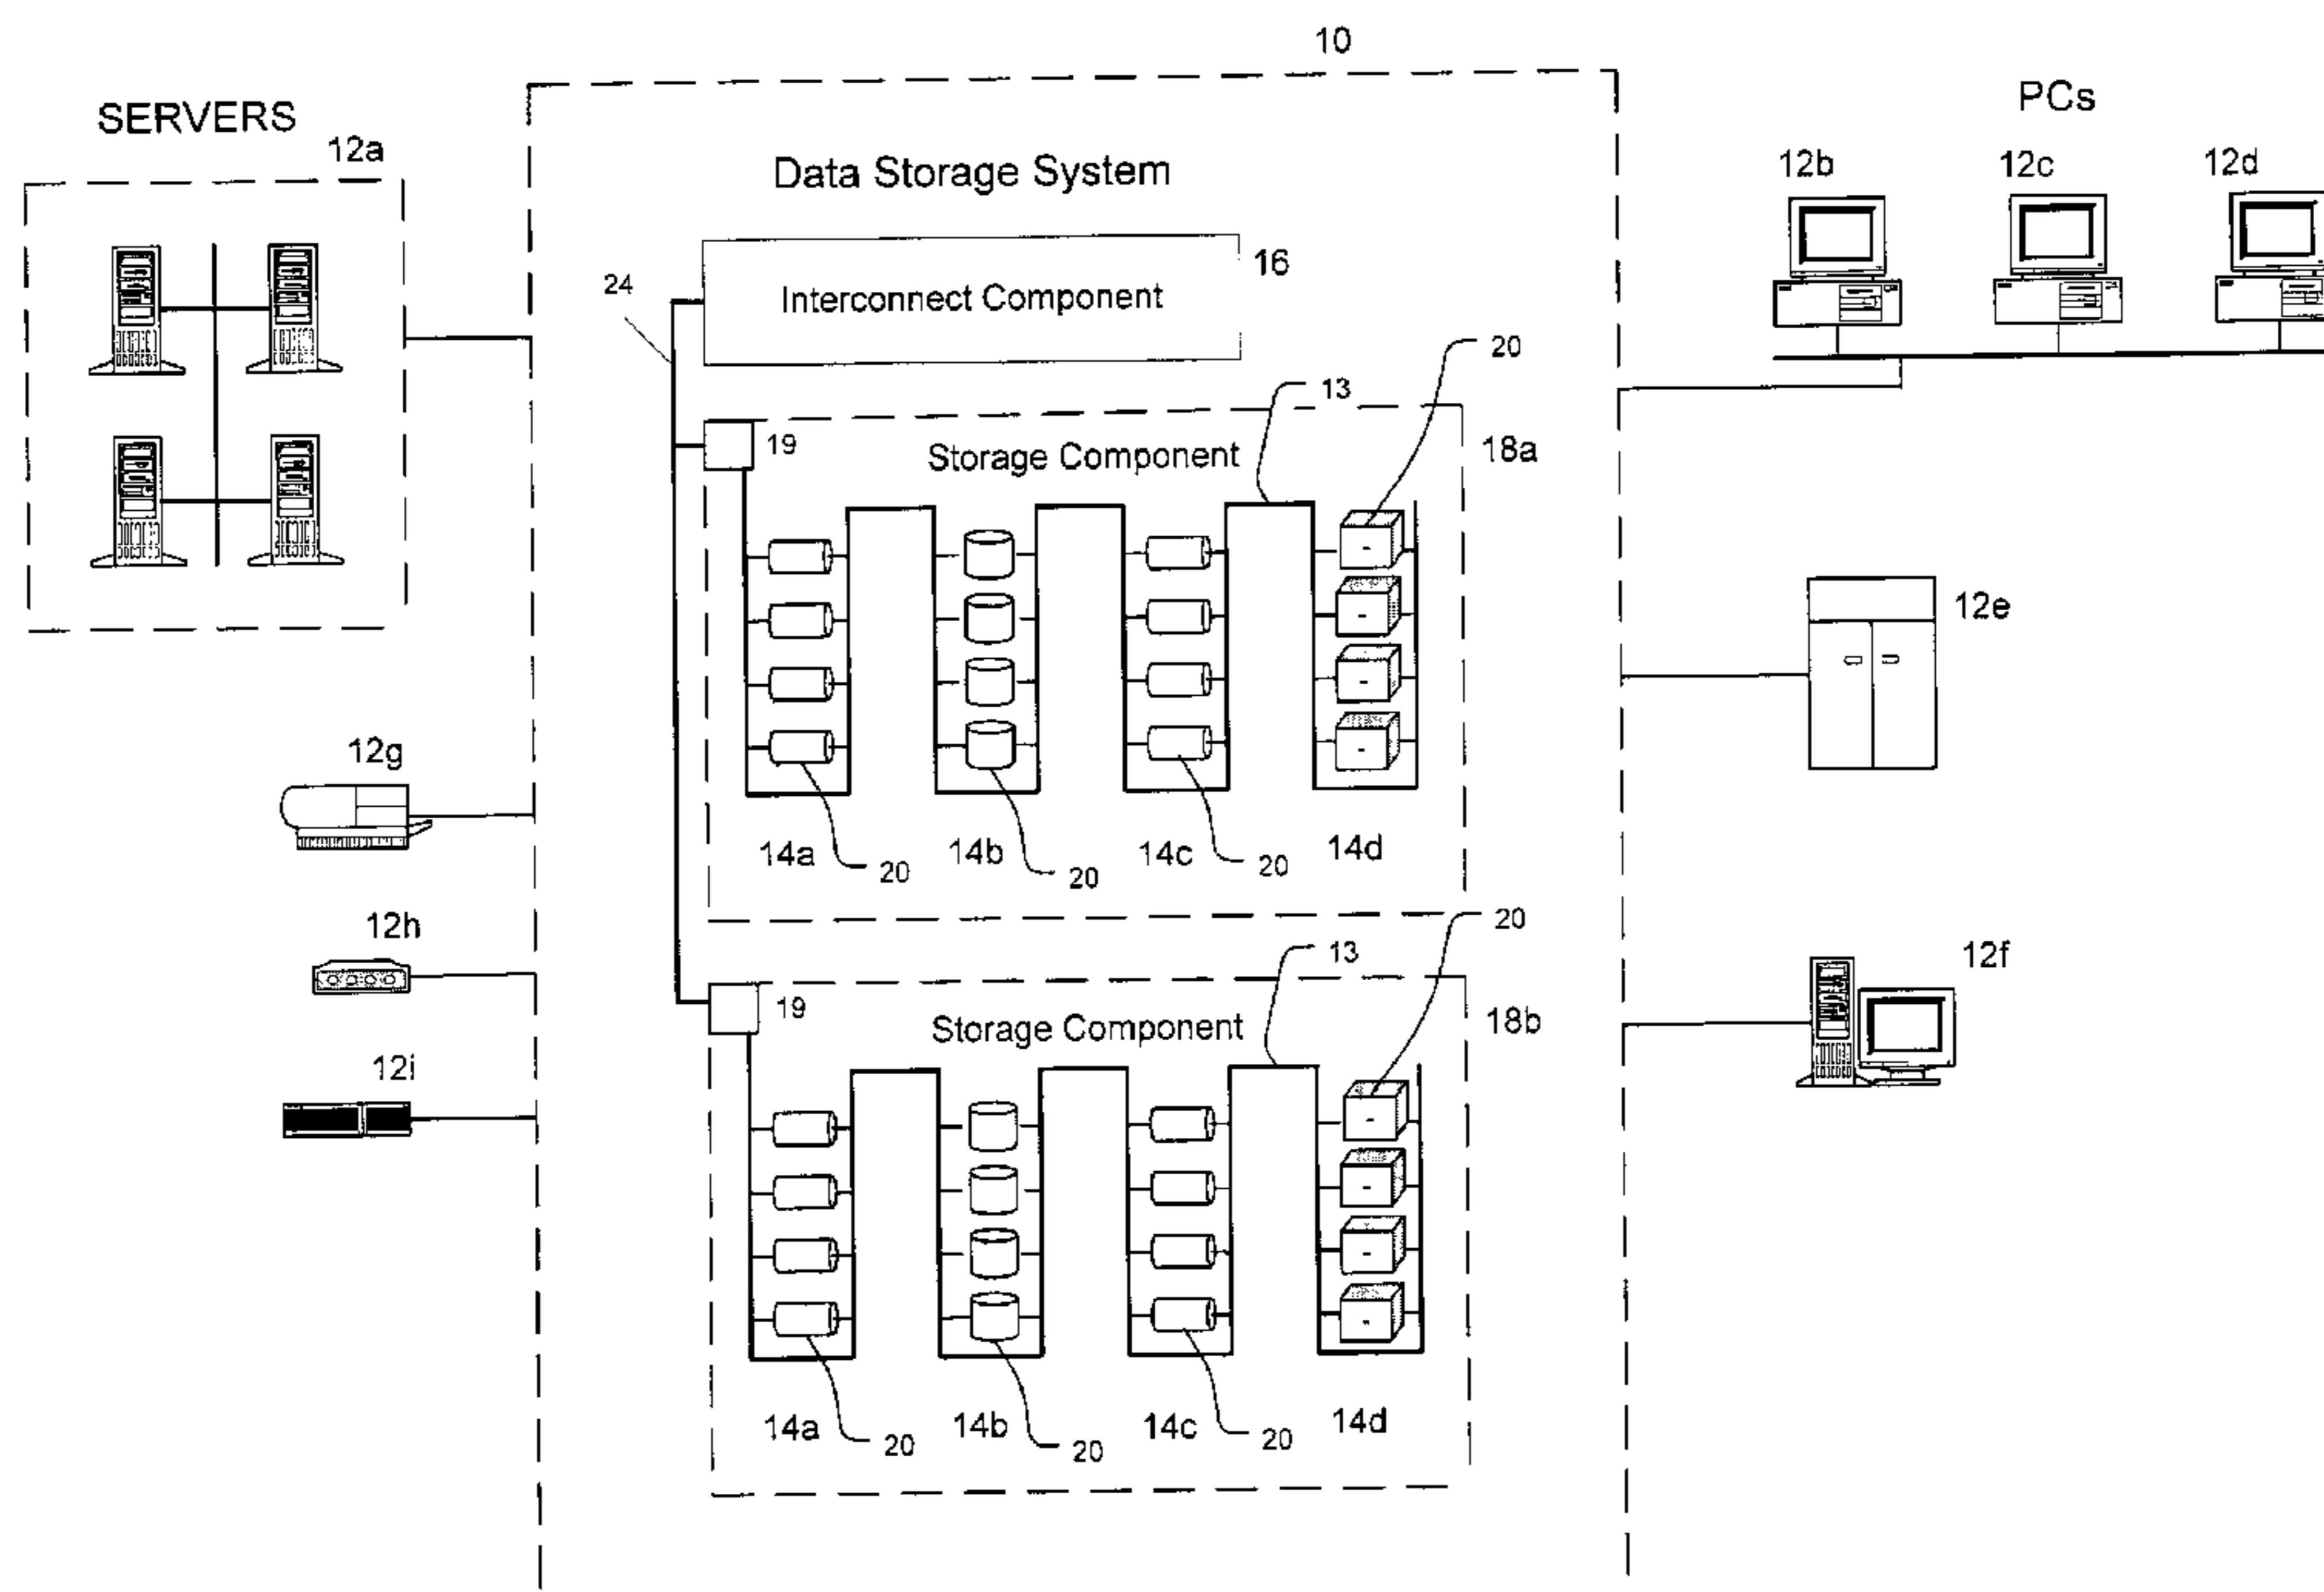 10
SERVERS
PCs
12a
Data Storage System
12b
12c
12d
16
24
Interconnect Component
20
13
19
Storage Component
18a
12e
12g
14a
20
14b
20
14c
20
14d
12h
20
13
12f
19
Storage Component
18b
12i
14a
20
14b
20
14c
20
14d